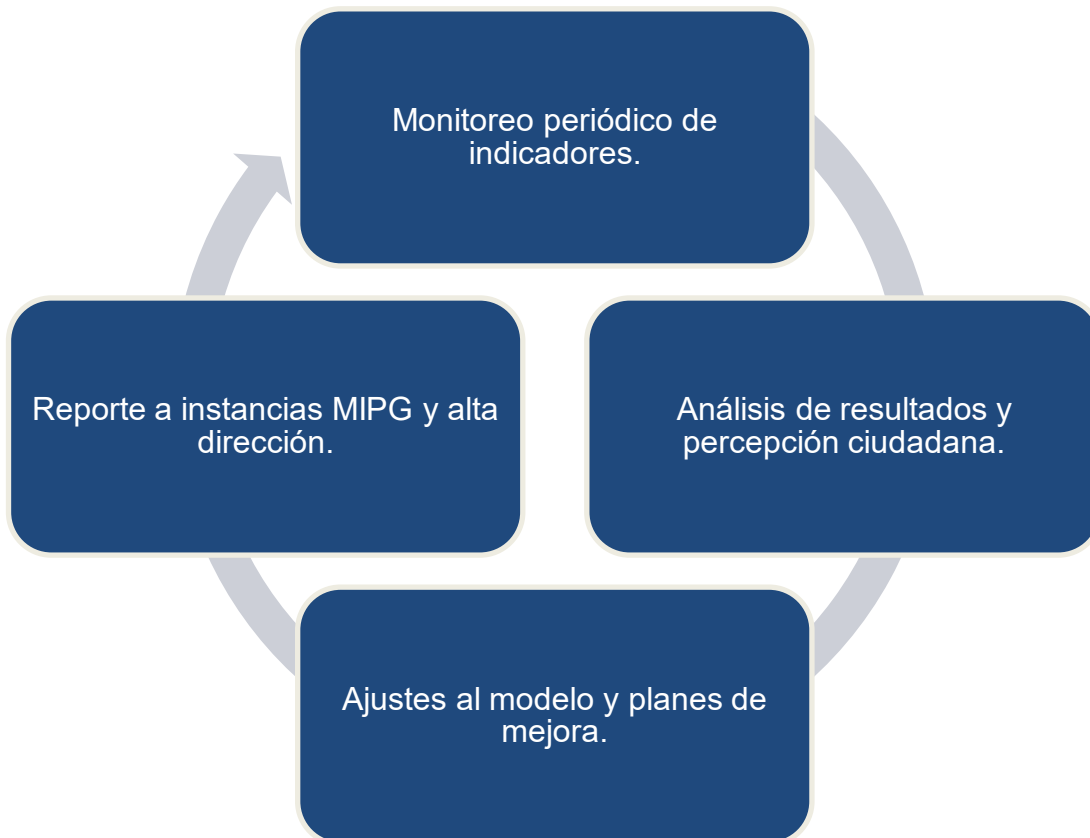 Monitoreo periódico de
indicadores.
Análisis de resultados y
percepción ciudadana.
Ajustes al modelo y planes de
mejora.
Reporte a instancias MIPG y alta
dirección.